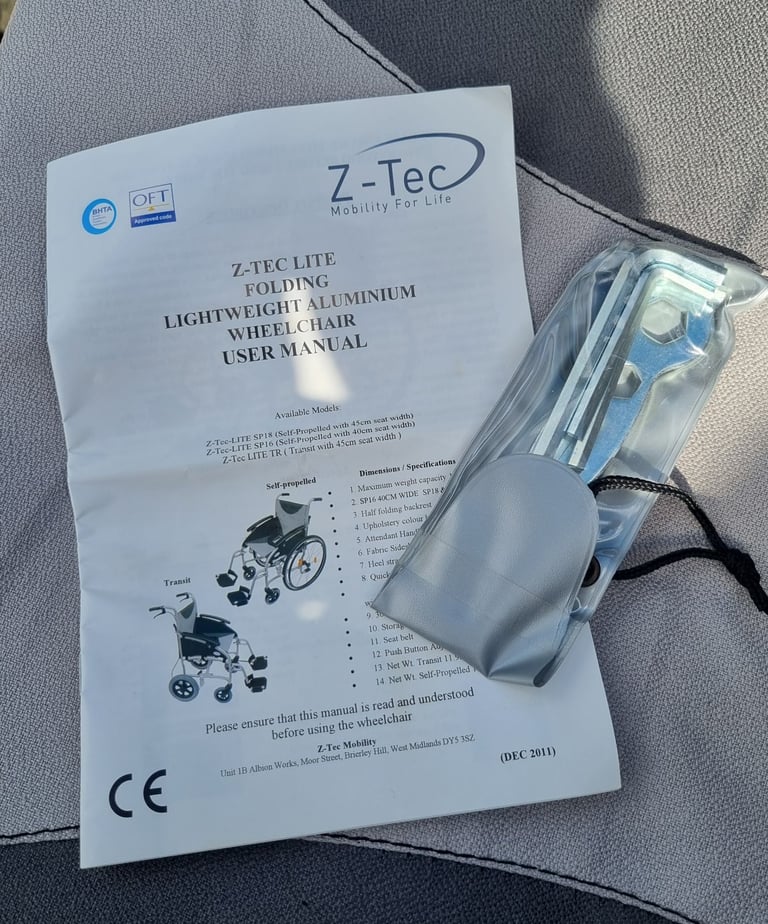 BHTA
OFT
Approved code
Z-Tec
Mobility For Life
Z-TEC LITE
FOLDING
LIGHTWEIGHT ALUMINIUM
WHEELCHAIR
USER MANUAL
Available Models:
Z-Tec-LITE SP18 (Self-Propelled with 45cm seat width)
Z-Tec-LITE SP16 (Self-Propelled with 40cm seat width)
Z-Tec LITE TR ( Transit with 45cm seat width )
Self-propelled
Transit
Dimensions / Specifications
1. Maximum weight capacity
2. SP16 40CM WIDE SP18 &
3. Half folding backrest
4. Upholstery colour
5. Attendant
6. Fabric
7. Heel
8.
9.
10.
11. Seat belt
12. Push Button
13. Net Wt. Transit 11
14. Net Wt. Self-Propelled
Please ensure that this manual is read and understood
before using the wheelchair
Z-Tec Mobility
Unit 1B Albion Works, Moor Street, Brierley Hill, West Midlands DY5 3SZ
(DEC 2011)
CE